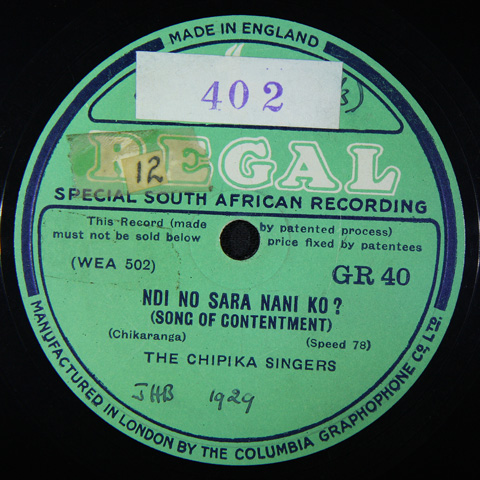 MADE IN ENGLAND
402
REGAL
12
SPECIAL SOUTH AFRICAN RECORDING
This Record (made by patented process)
must not be sold below price fixed by patentees
(WEA 502)
GR 40
NDI NO SARA NANI KO?
(SONG OF CONTENTMENT)
(Chikaranga) (Speed 78)
THE CHIPIKA SINGERS
JHB 1929
MANUFACTURED IN LONDON BY THE COLUMBIA GRAPHOPHONE CO, LTD.